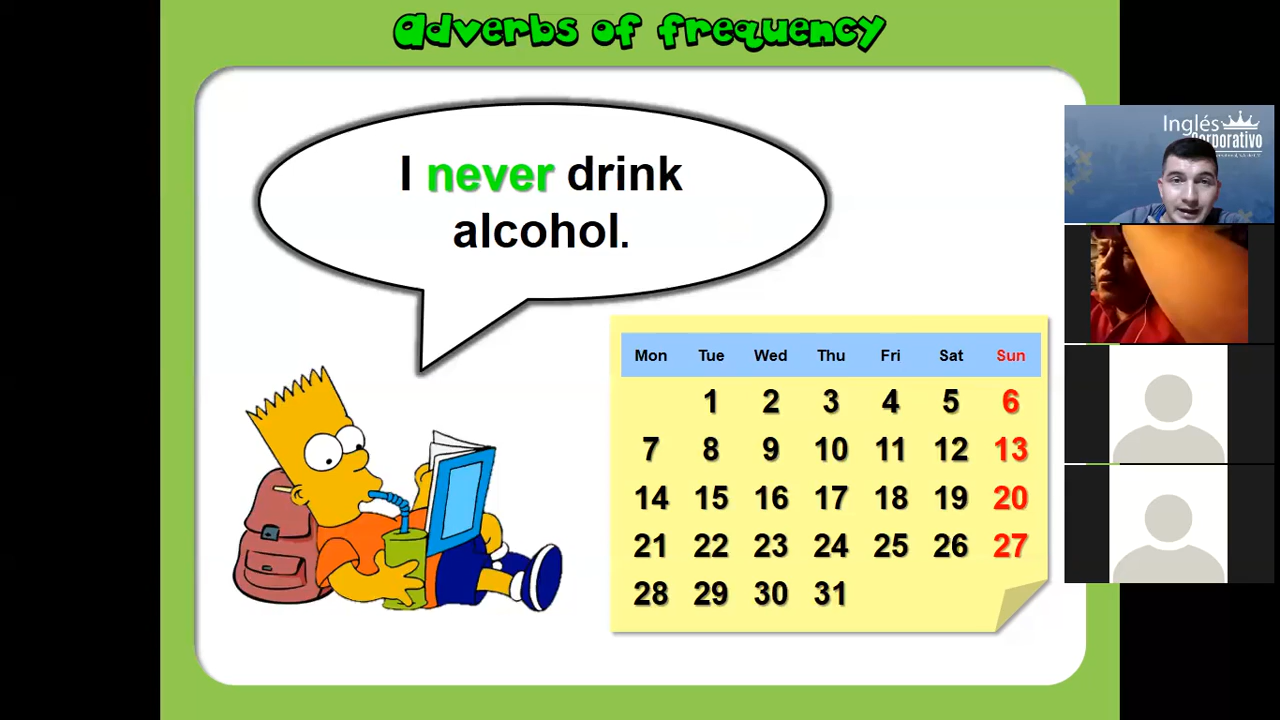 Adverbs of frequency
I never drink
alcohol.
Inglés
Corporativo
Mon Tue Wed Thu Fri Sat Sun
1 2 3 4 5 6
7 8 9 10 11 12 13
14 15 16 17 18 19 20
21 22 23 24 25 26 27
28 29 30 31